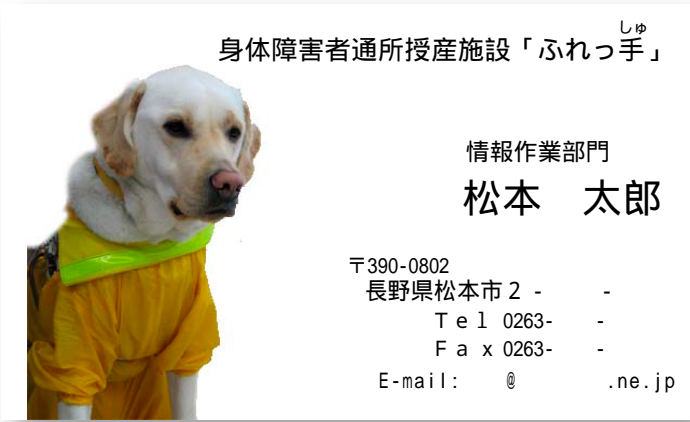 しゅ
身体障害者通所授産施設「ふれっ手」
情報作業部門
松本　太郎
〒390-0802
長野県松本市２-　　-
Ｔｅｌ 0263-　　-
Ｆａｘ 0263-　　-
E-mail:　　@　　　　.ne.jp